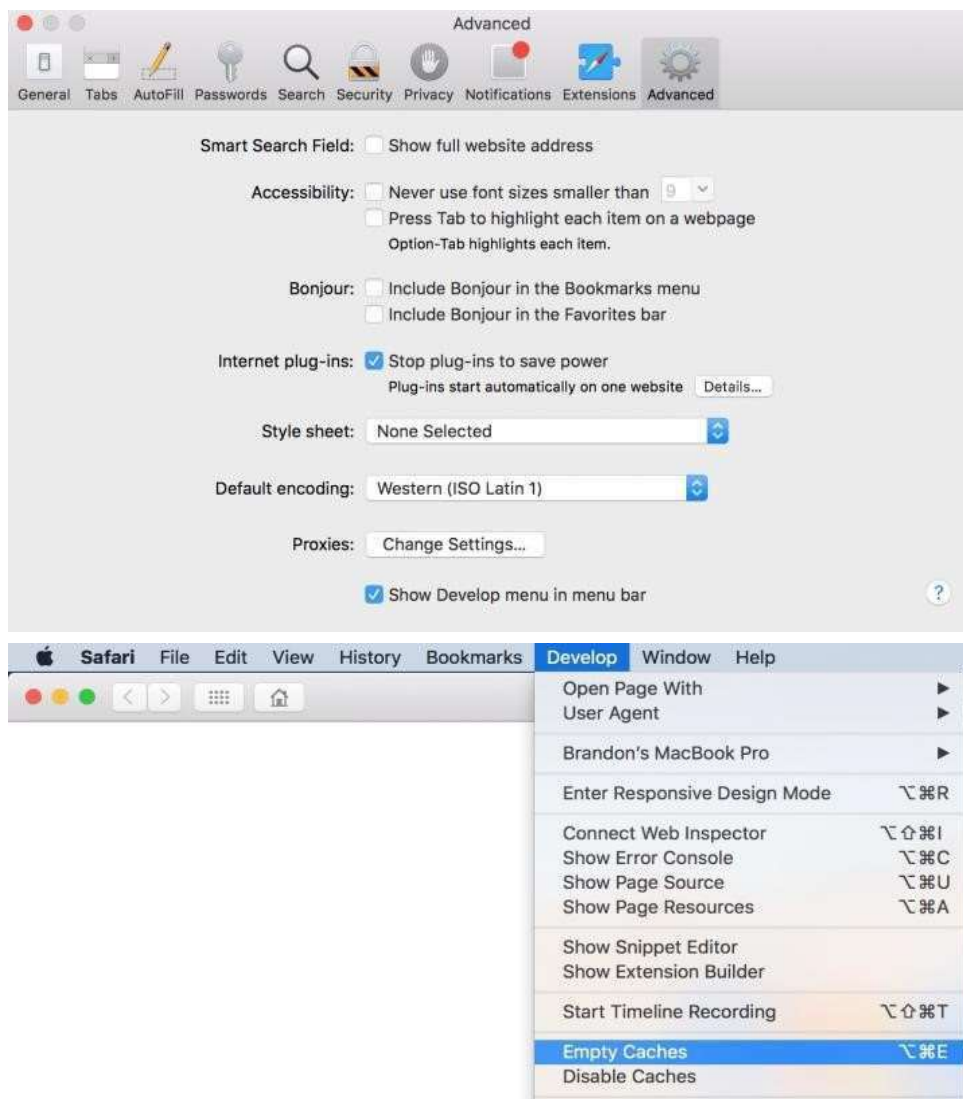 Advanced
General Tabs AutoFill Passwords Search Security Privacy Notifications Extensions Advanced
Smart Search Field: Show full website address
Accessibility: Never use font sizes smaller than 9
Press Tab to highlight each item on a webpage
Option-Tab highlights each item.
Bonjour: Include Bonjour in the Bookmarks menu
Include Bonjour in the Favorites bar
Internet plug-ins: Stop plug-ins to save power
Plug-ins start automatically on one website Details...
Style sheet: None Selected
Default encoding: Western (ISO Latin 1)
Proxies: Change Settings...
Show Develop menu in menu bar ?
Safari File Edit View History Bookmarks Develop Window Help
Open Page With ▶
User Agent ▶
Brandon's MacBook Pro ▶
Enter Responsive Design Mode ⌥⌘R
Connect Web Inspector ⌥⇧⌘I
Show Error Console ⌥⌘C
Show Page Source ⌥⌘U
Show Page Resources ⌥⌘A
Show Snippet Editor
Show Extension Builder
Start Timeline Recording ⌥⇧⌘T
Empty Caches ⌥⌘E
Disable Caches